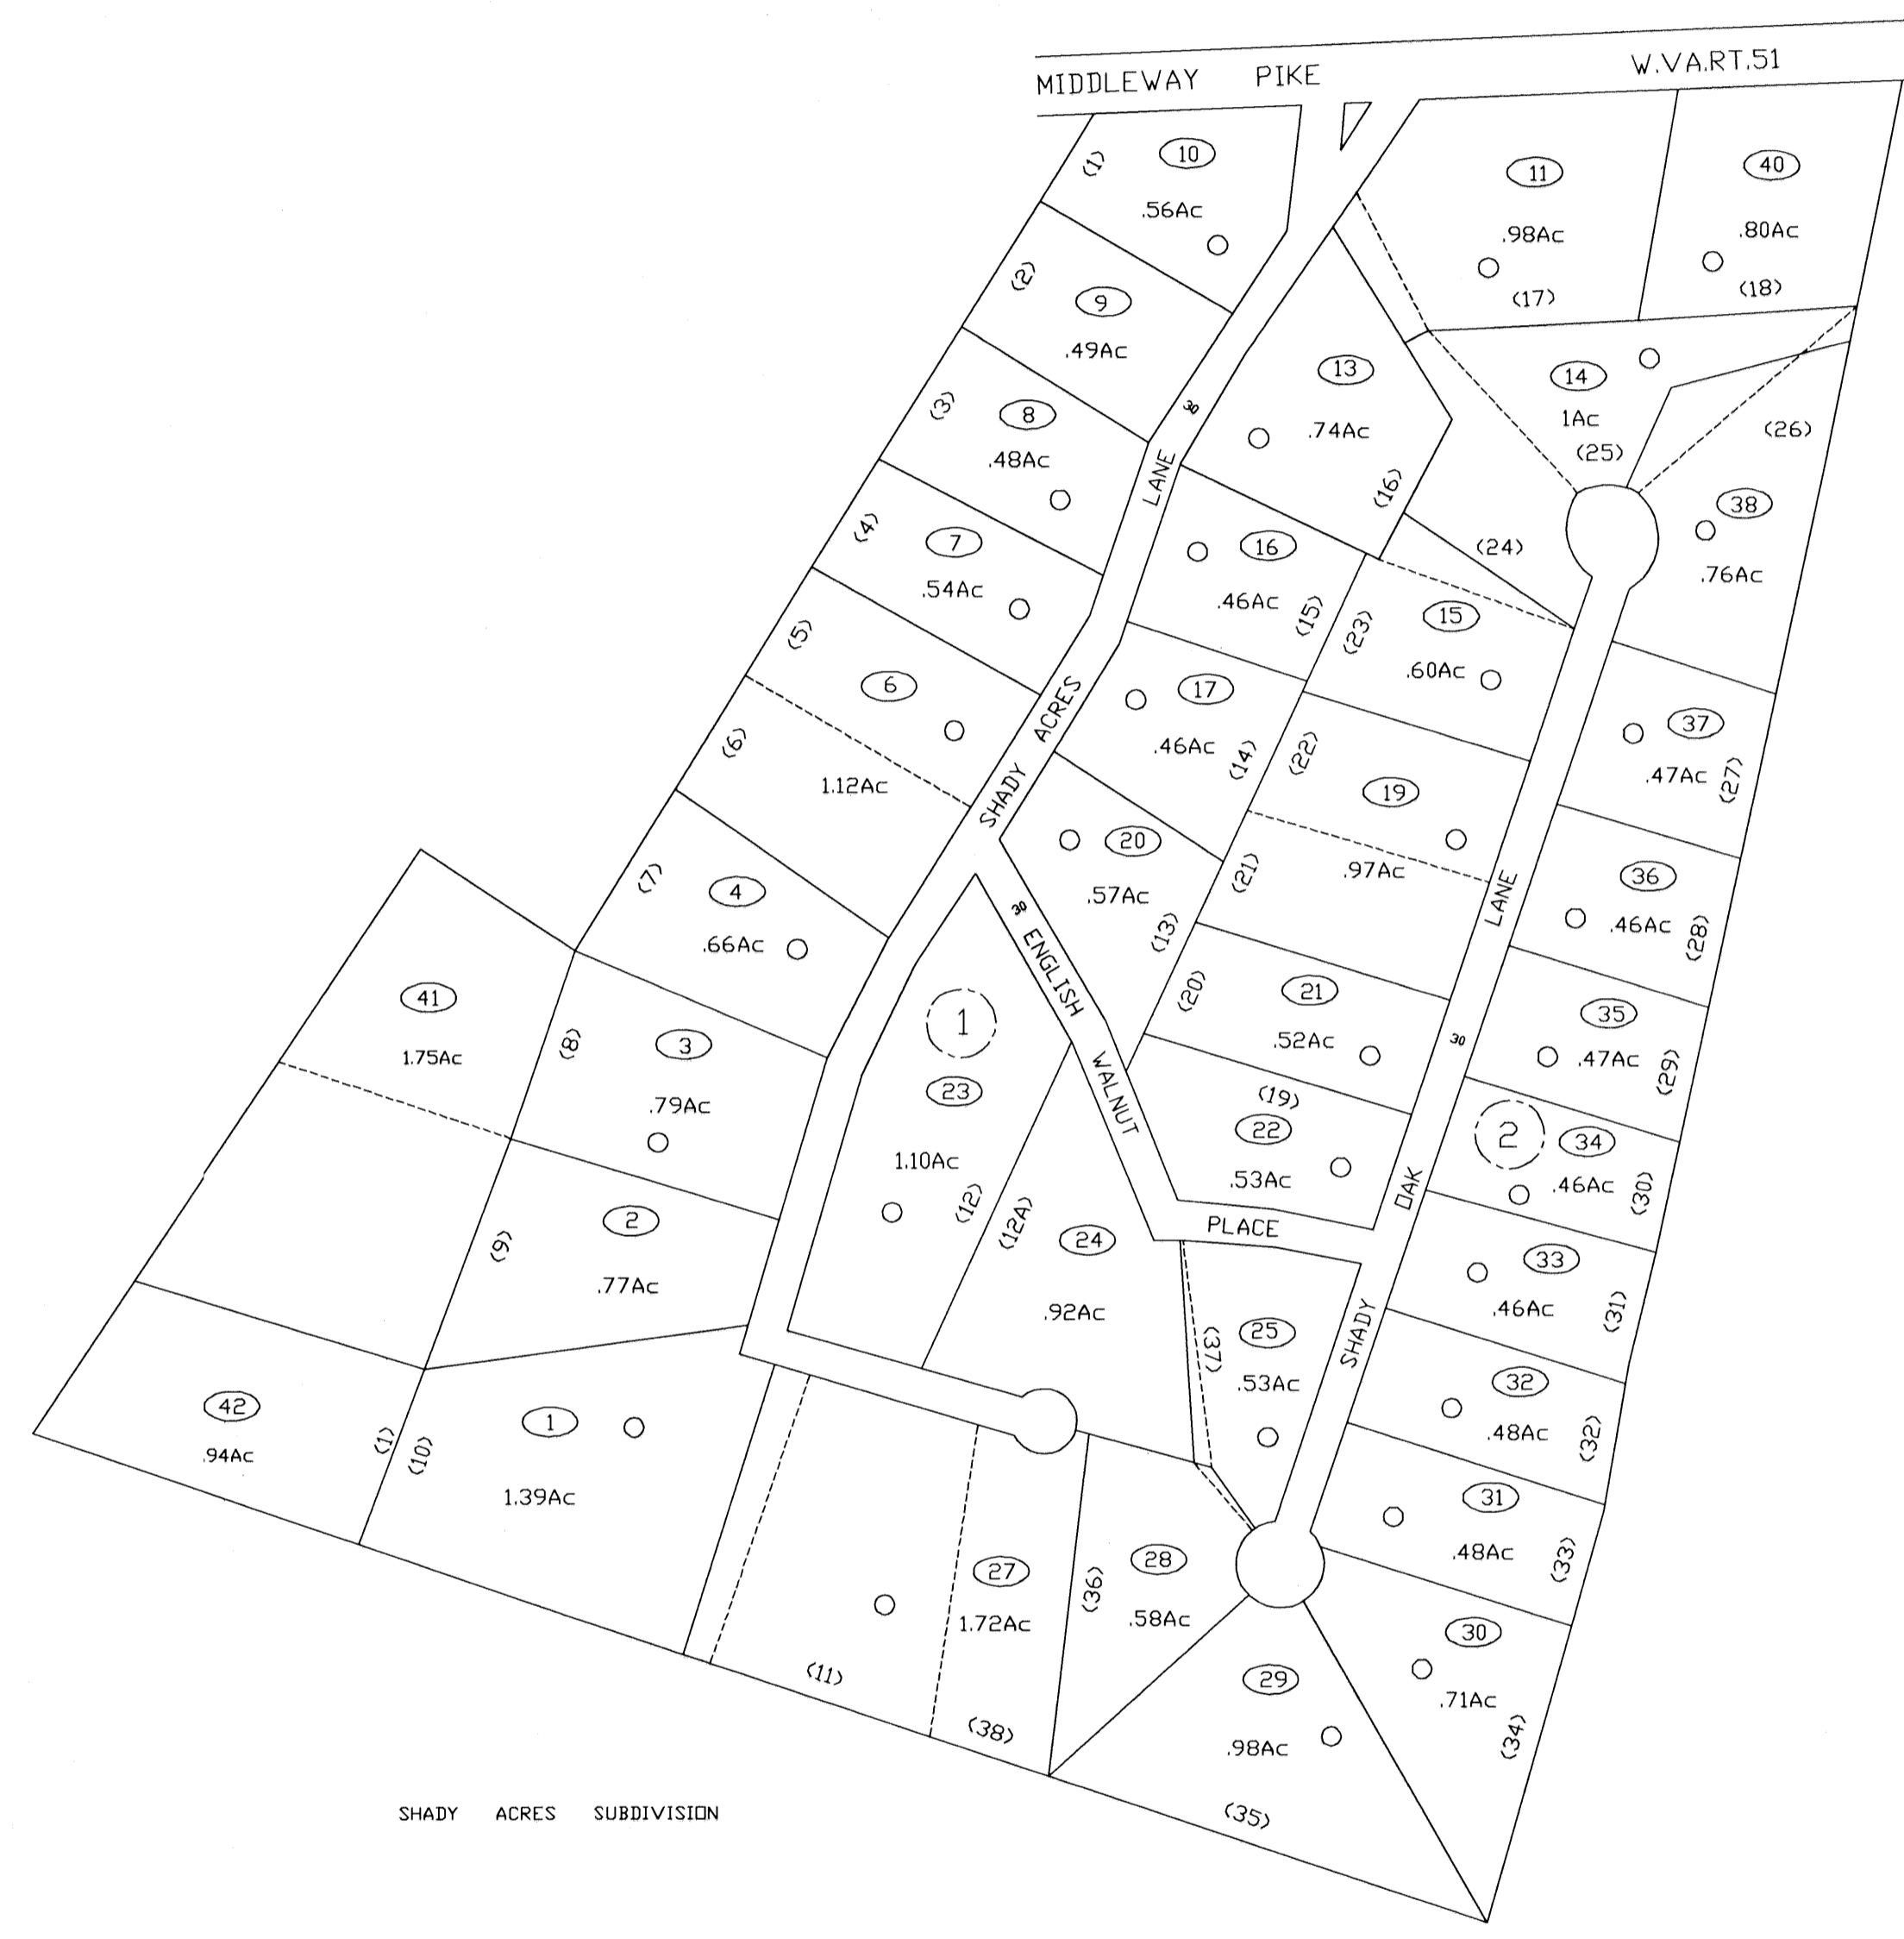 MIDDLEWAY PIKE W.VA.RT.51
(1) 10 .56Ac
11 .98Ac (17)
40 .80Ac (18)
(2) 9 .49Ac
(3) 8 .48Ac
13 .74Ac (16)
14 1Ac (25)
(26) 38 .76Ac
(24)
30
LANE
(4) 7 .54Ac
16 .46Ac (15)
(23) 15 .60Ac
(5) 6
(6) 1.12Ac
SHADY ACRES
17 .46Ac (14)
(22) 19
(21) .97Ac
37 .47Ac (27)
20 .57Ac (13)
LANE
36 .46Ac (28)
(7) 4 .66Ac
30
ENGLISH
WALNUT
PLACE
(20) 21 .52Ac
30
35 .47Ac (29)
41 1.75Ac
(8) 3 .79Ac
1
23 1.10Ac (12)
(19) 22 .53Ac
2
34 .46Ac (30)
SHADY OAK
(9) 2 .77Ac
(12A) 24 .92Ac
(37) 25 .53Ac
33 .46Ac (31)
32 .48Ac (32)
42 .94Ac (1)
(10) 1 1.39Ac
31 .48Ac (33)
27 1.72Ac
(11) (38)
(36) 28 .58Ac
29 .98Ac (35)
30 .71Ac (34)
SHADY ACRES SUBDIVISION